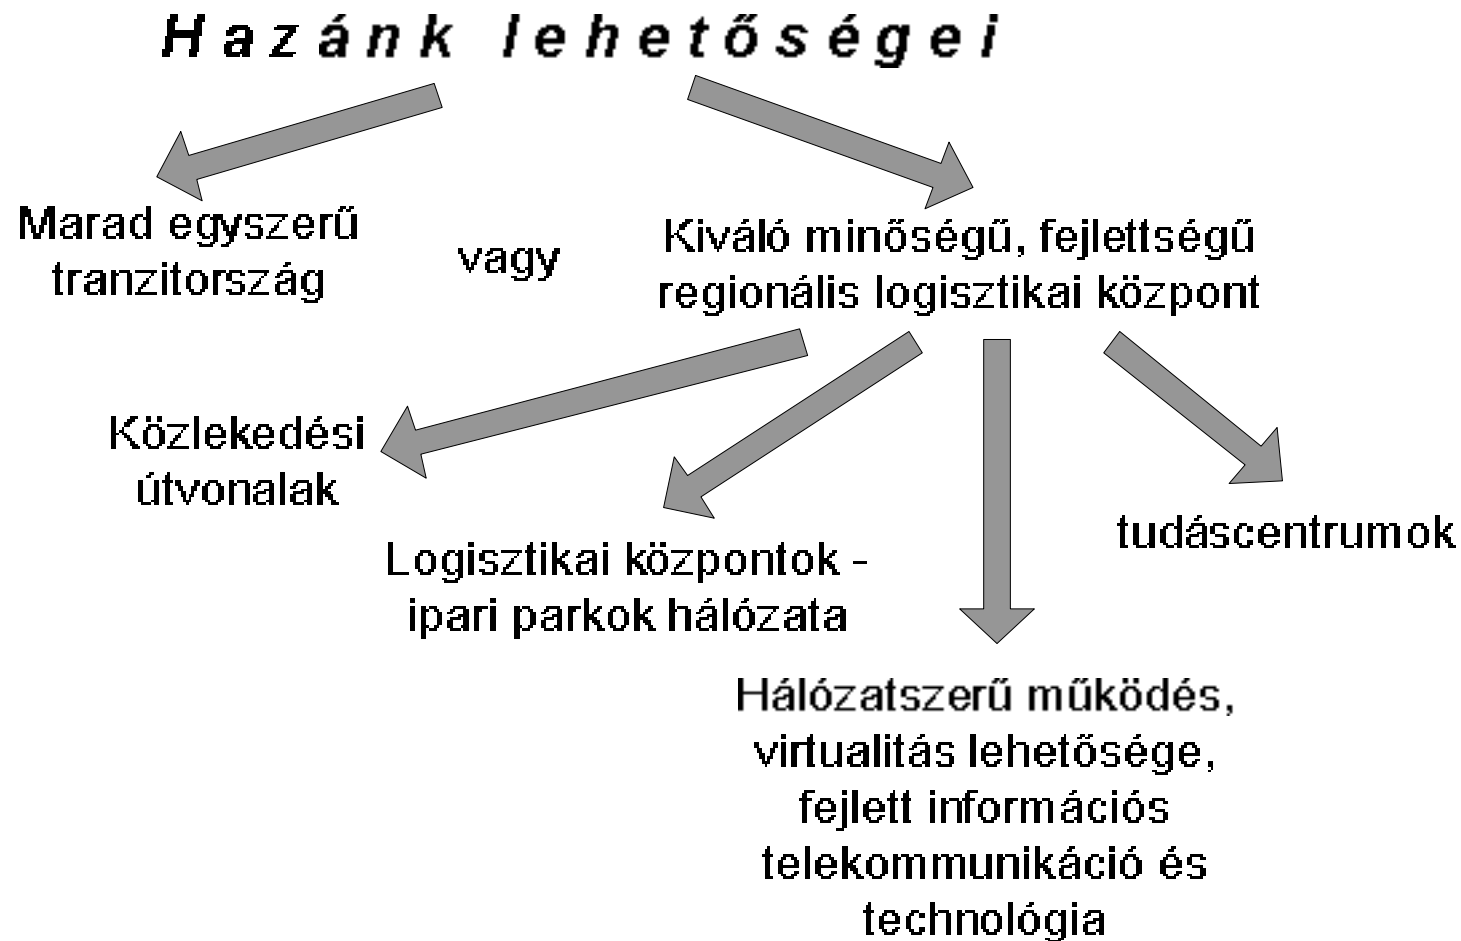 Hazánk lehetőségei
Marad egyszerű
tranzitország
vagy
Kiváló minőségű, fejlettségű
regionális logisztikai központ
Közlekedési
útvonalak
Logisztikai központok -
ipari parkok hálózata
tudáscentrumok
Hálózatszerű működés,
virtualitás lehetősége,
fejlett információs
telekommunikáció és
technológia